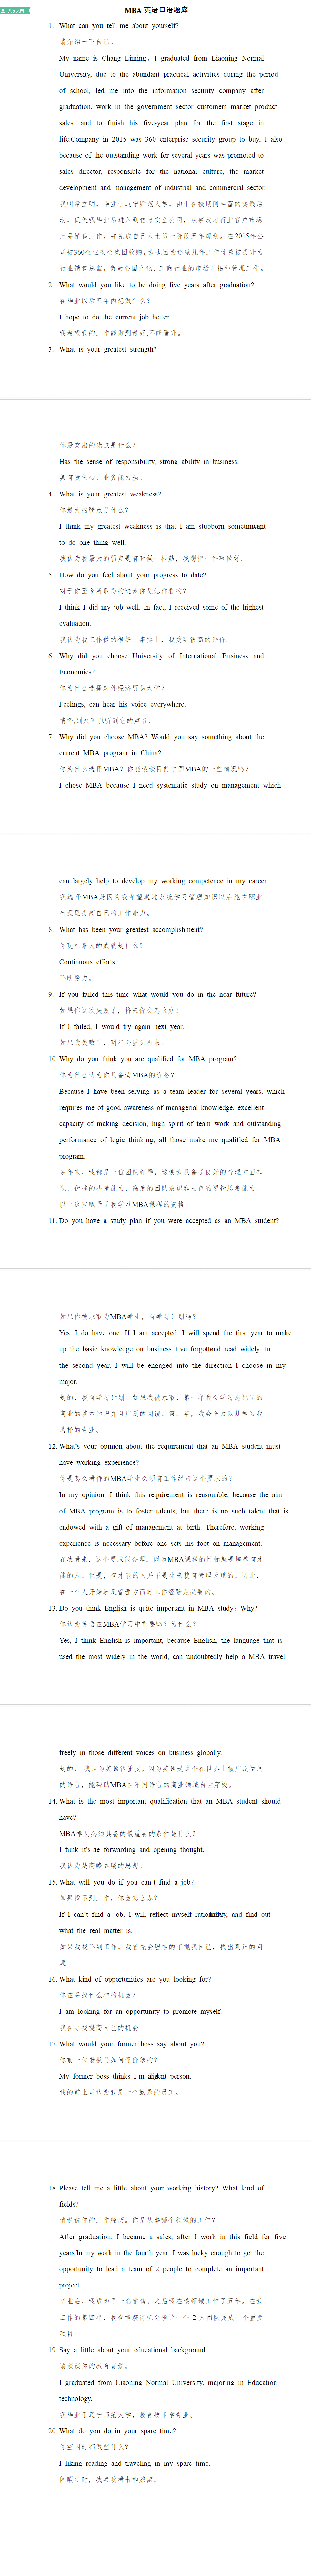 MBA 英语口语题库
1. What can you tell me about yourself?
请介绍一下自己。
My name is Chang Liming，I graduated from Liaoning Normal
University, due to the abundant practical activities during the period
of school, led me into the information security company after
graduation, work in the government sector customers market product
sales, and to finish his five-year plan for the first stage in
life.Company in 2015 was 360 enterprise security group to buy, I also
because of the outstanding work for several years was promoted to
sales director, responsible for the national culture, the market
development and management of industrial and commercial sector.
我叫常立明，毕业于辽宁师范大学，由于在校期间丰富的实践活
动，促使我毕业后进入到信息安全公司，从事政府行业客户市场
产品销售工作，并完成自己人生第一阶段五年规划。在2015年公
司被360企业安全集团收购，我也因为连续几年工作优秀被提升为
行业销售总监，负责全国文化、工商行业的市场开拓和管理工作。
2. What would you like to be doing five years after graduation?
在毕业以后五年内想做什么？
I hope to do the current job better.
我希望我的工作能做到最好,不断晋升。
3. What is your greatest strength?
你最突出的优点是什么？
Has the sense of responsibility, strong ability in business.
具有责任心、业务能力强。
4. What is your greatest weakness?
你最大的弱点是什么？
I think my greatest weakness is that I am stubborn sometimes,
to do one thing well.
我认为我最大的弱点是有时候一根筋，我想把一件事做好。
5. How do you feel about your progress to date?
对于你至今所取得的进步你是怎样看的？
I think I did my job well. In fact, I received some of the highest
evaluation.
我认为我工作做的很好。事实上，我受到很高的评价。
6. Why did you choose University of International Business and
Economics?
你为什么选择对外经济贸易大学？
Feelings, can hear his voice everywhere.
情怀,到处可以听到它的声音.
7. Why did you choose MBA? Would you say something about the
current MBA program in China?
你为什么选择MBA？你能谈谈目前中国MBA的一些情况吗？
I chose MBA because I need systematic study on management which
can largely help to develop my working competence in my career.
我选择MBA是因为我希望通过系统学习管理知识以后能在职业
生涯里提高自己的工作能力。
8. What has been your greatest accomplishment?
你现在最大的成就是什么？
Continuous efforts.
不断努力。
9. If you failed this time what would you do in the near future?
如果你这次失败了，将来你会怎么办？
If I failed, I would try again next year.
如果我失败了，明年会重头再来。
10. Why do you think you are qualified for MBA program?
你为什么认为你具备读MBA的资格？
Because I have been serving as a team leader for several years, which
requires me of good awareness of managerial knowledge, excellent
capacity of making decision, high spirit of team work and outstanding
performance of logic thinking, all those make me qualified for MBA
program.
多年来，我都是一位团队领导，这使我具备了良好的管理方面知
识，优秀的决策能力，高度的团队意识和出色的逻辑思考能力。
以上这些赋予了我学习MBA课程的资格。
11. Do you have a study plan if you were accepted as an MBA student?
如果你被录取为MBA学生，有学习计划吗？
Yes, I do have one. If I am accepted, I will spend the first year to make
up the basic knowledge on business I've forgotten and read widely. In
the second year, I will be engaged into the direction I choose in my
major.
是的，我有学习计划。如果我被录取，第一年我会学习忘记了的
商业的基本知识并且广泛的阅读。第二年，我会全力以赴学习我
选择的专业。
12. What's your opinion about the requirement that an MBA student must
have working experience?
你是怎么看待的MBA学生必须有工作经验这个要求的？
In my opinion, I think this requirement is reasonable, because the aim
of MBA program is to foster talents, but there is no such talent that is
endowed with a gift of management at birth. Therefore, working
experience is necessary before one sets his foot on management.
在我看来，这个要求很合理，因为MBA课程的目标就是培养有才
能的人。但是，有才能的人并不是生来就有管理天赋的。因此，
在一个人开始涉足管理方面时工作经验是必要的。
13. Do you think English is quite important in MBA study? Why?
你认为英语在MBA学习中重要吗？为什么？
Yes, I think English is important, because English, the language that is
used the most widely in the world, can undoubtedly help a MBA travel
freely in those different voices on business globally.
是的， 我认为英语很重要。因为英语是这个在世界上被广泛运用
的语言，能帮助MBA在不同语言的商业领域自由穿梭。
14. What is the most important qualification that an MBA student should
have?
MBA学员必须具备的最重要的条件是什么？
I think it's the forwarding and opening thought.
我认为是高瞻远瞩的思想。
15. What will you do if you can't find a job?
如果找不到工作，你会怎么办？
If I can't find a job, I will reflect myself rationally, and find out
what the real matter is.
如果我找不到工作，我首先会理性的审视我自己，找出真正的问
题
16. What kind of opportunities are you looking for?
你在寻找什么样的机会？
I am looking for an opportunity to promote myself.
我在寻找提高自己的机会
17. What would your former boss say about you?
你前一位老板是如何评价您的？
My former boss thinks I'm a diligent person.
我的前上司认为我是一个勤恳的员工。
18. Please tell me a little about your working history? What kind of
fields?
请谈谈你的工作经历。你是从事哪个领域的工作？
After graduation, I became a sales, after I work in this field for five
years.In my work in the fourth year, I was lucky enough to get the
opportunity to lead a team of 2 people to complete an important
project.
毕业后，我成为了一名销售，之后我在该领域工作了五年。在我
工作的第四年，我有幸获得机会领导一个 2 人团队完成一个重要
项目。
19. Say a little about your educational background.
请谈谈你的教育背景。
I graduated from Liaoning Normal University, majoring in Education
technology.
我毕业于辽宁师范大学，教育技术学专业。
20. What do you do in your spare time?
你空闲时都做些什么？
I liking reading and traveling in my spare time.
闲暇之时，我喜欢看书和旅游。